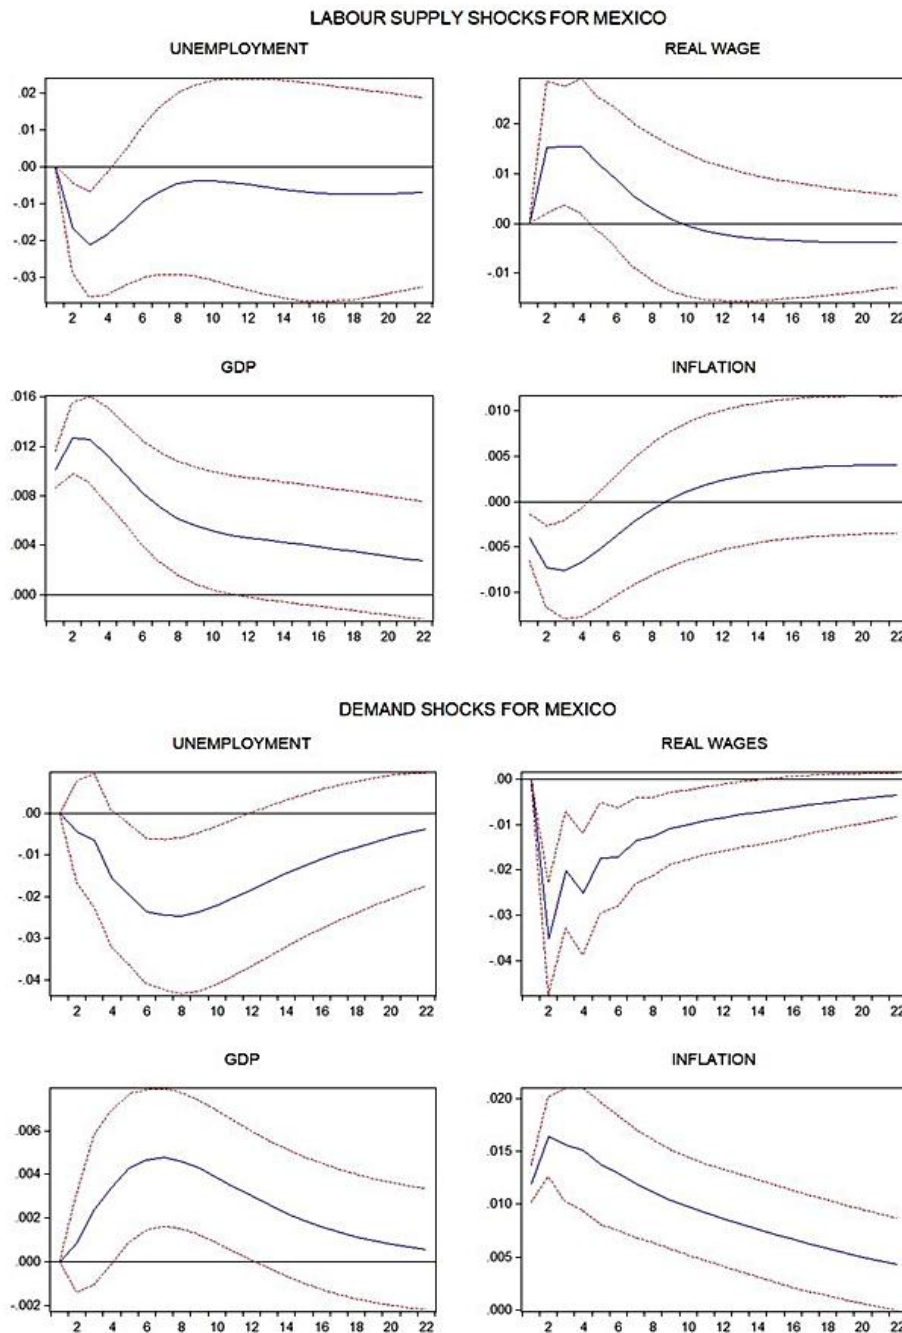 LABOUR SUPPLY SHOCKS FOR MEXICO
UNEMPLOYMENT
.02
.01
.00
-.01
-.02
-.03
2 4 6 8 10 12 14 16 18 20 22
REAL WAGE
.02
.01
.00
-.01
2 4 6 8 10 12 14 16 18 20 22
GDP
.016
.012
.008
.004
.000
2 4 6 8 10 12 14 16 18 20 22
INFLATION
.010
.005
.000
-.005
-.010
2 4 6 8 10 12 14 16 18 20 22
DEMAND SHOCKS FOR MEXICO
UNEMPLOYMENT
.00
-.01
-.02
-.03
-.04
2 4 6 8 10 12 14 16 18 20 22
REAL WAGES
.00
-.01
-.02
-.03
-.04
2 4 6 8 10 12 14 16 18 20 22
GDP
.006
.004
.002
.000
-.002
2 4 6 8 10 12 14 16 18 20 22
INFLATION
.020
.015
.010
.005
.000
2 4 6 8 10 12 14 16 18 20 22